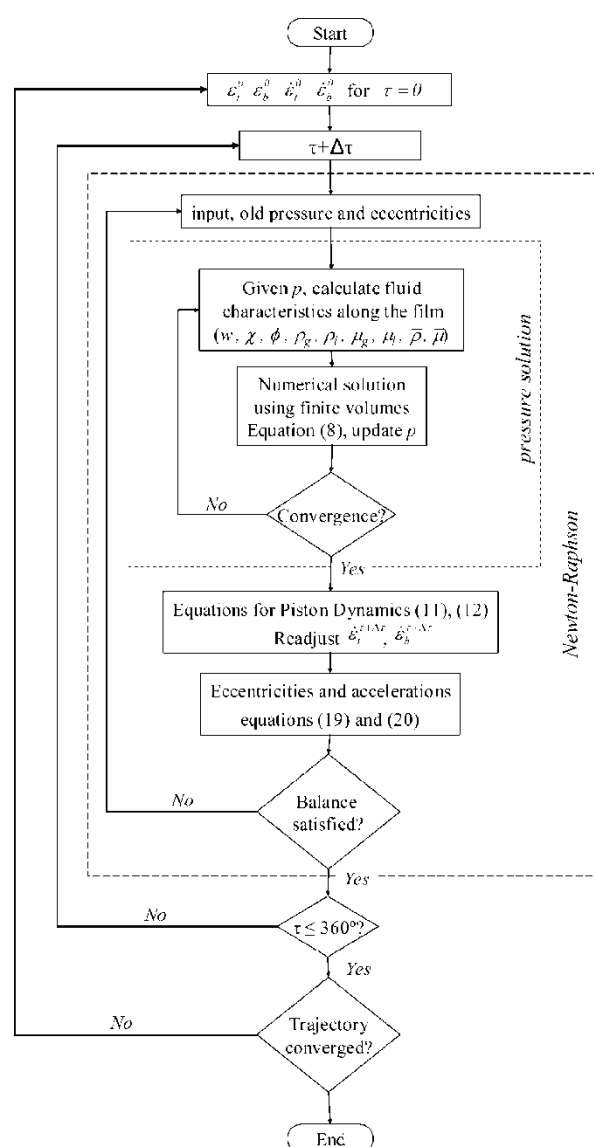 Start
ε_t^0 ε_b^0 ε̇_t^0 ε̇_b^0 for τ = 0
τ+Δτ
input, old pressure and eccentricities
Given p, calculate fluid
characteristics along the film
(w, χ, ϕ, ρ_g, ρ_l, μ_g, μ_l, ρ̅, μ̅)
Numerical solution
using finite volumes
Equation (8), update p
pressure solution
No
Convergence?
Yes
Equations for Piston Dynamics (11), (12)
Readjust ε̇_t^{τ+Δτ}, ε̇_b^{τ+Δτ}
Newton-Raphson
Eccentricities and accelerations
equations (19) and (20)
No
Balance
satisfied?
Yes
No
τ ≤ 360°?
Yes
No
Trajectory
converged?
End